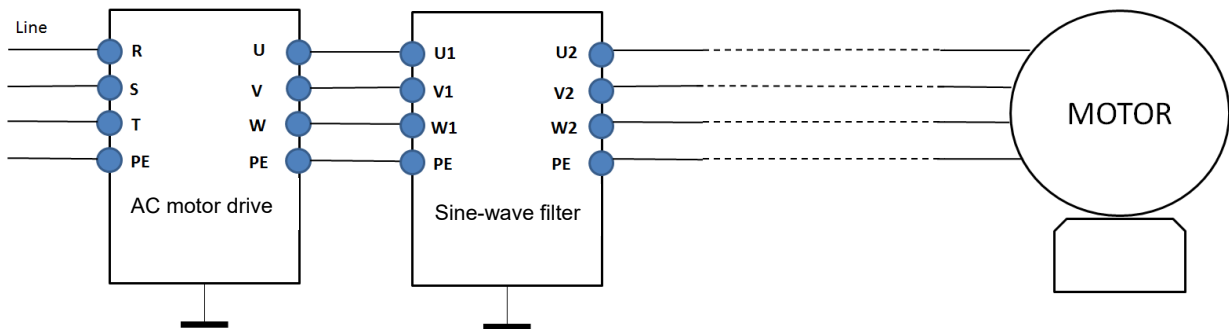 Line
R U U1 U2
S V V1 V2
MOTOR
T W W1 W2
PE PE PE PE
AC motor drive
Sine-wave filter